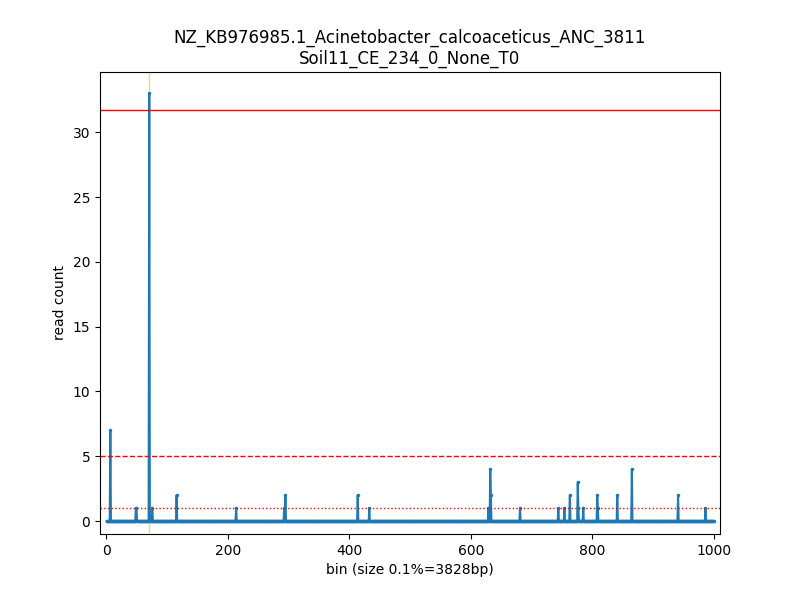 NZ_KB976985.1_Acinetobacter_calcoaceticus_ANC_3811
Soil11_CE_234_0_None_T0
read count
30
25
20
15
10
5
0
0 200 400 600 800 1000
bin (size 0.1%=3828bp)